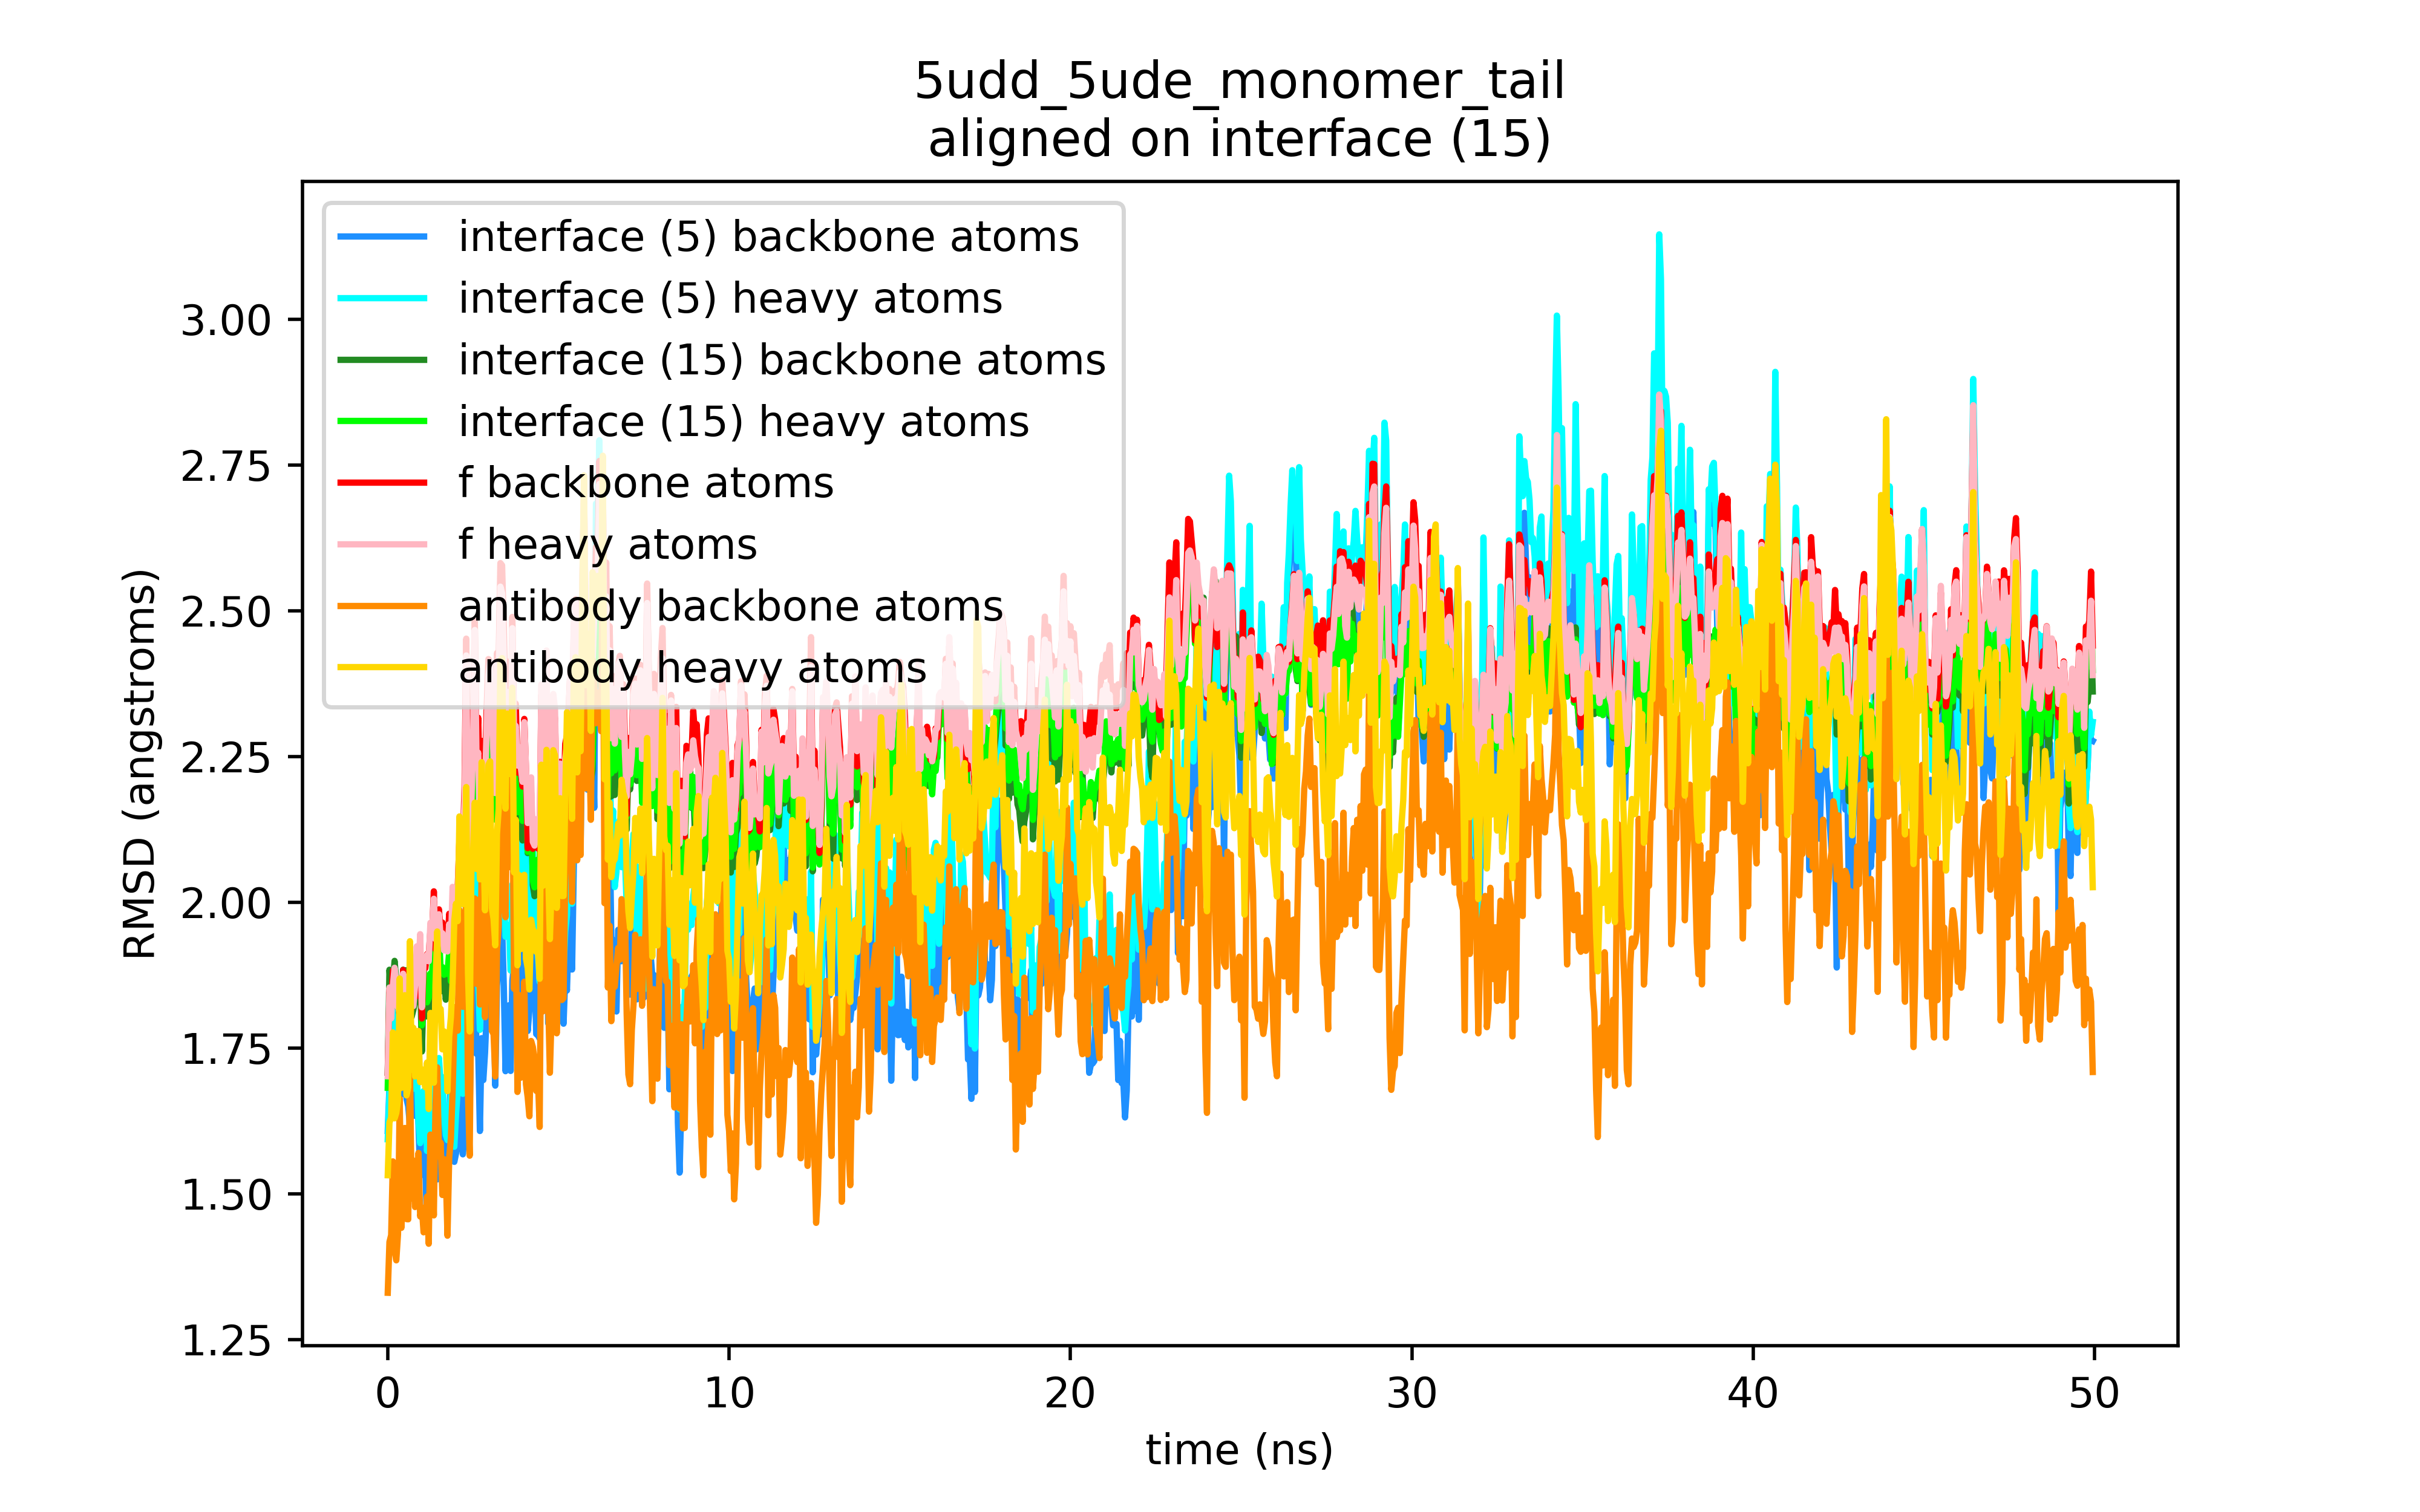 5udd_5ude_monomer_tail
aligned on interface (15)
interface (5) backbone atoms
interface (5) heavy atoms
interface (15) backbone atoms
interface (15) heavy atoms
f backbone atoms
f heavy atoms
antibody backbone atoms
antibody heavy atoms
RMSD (angstroms)
3.00
2.75
2.50
2.25
2.00
1.75
1.50
1.25
0 10 20 30 40 50
time (ns)